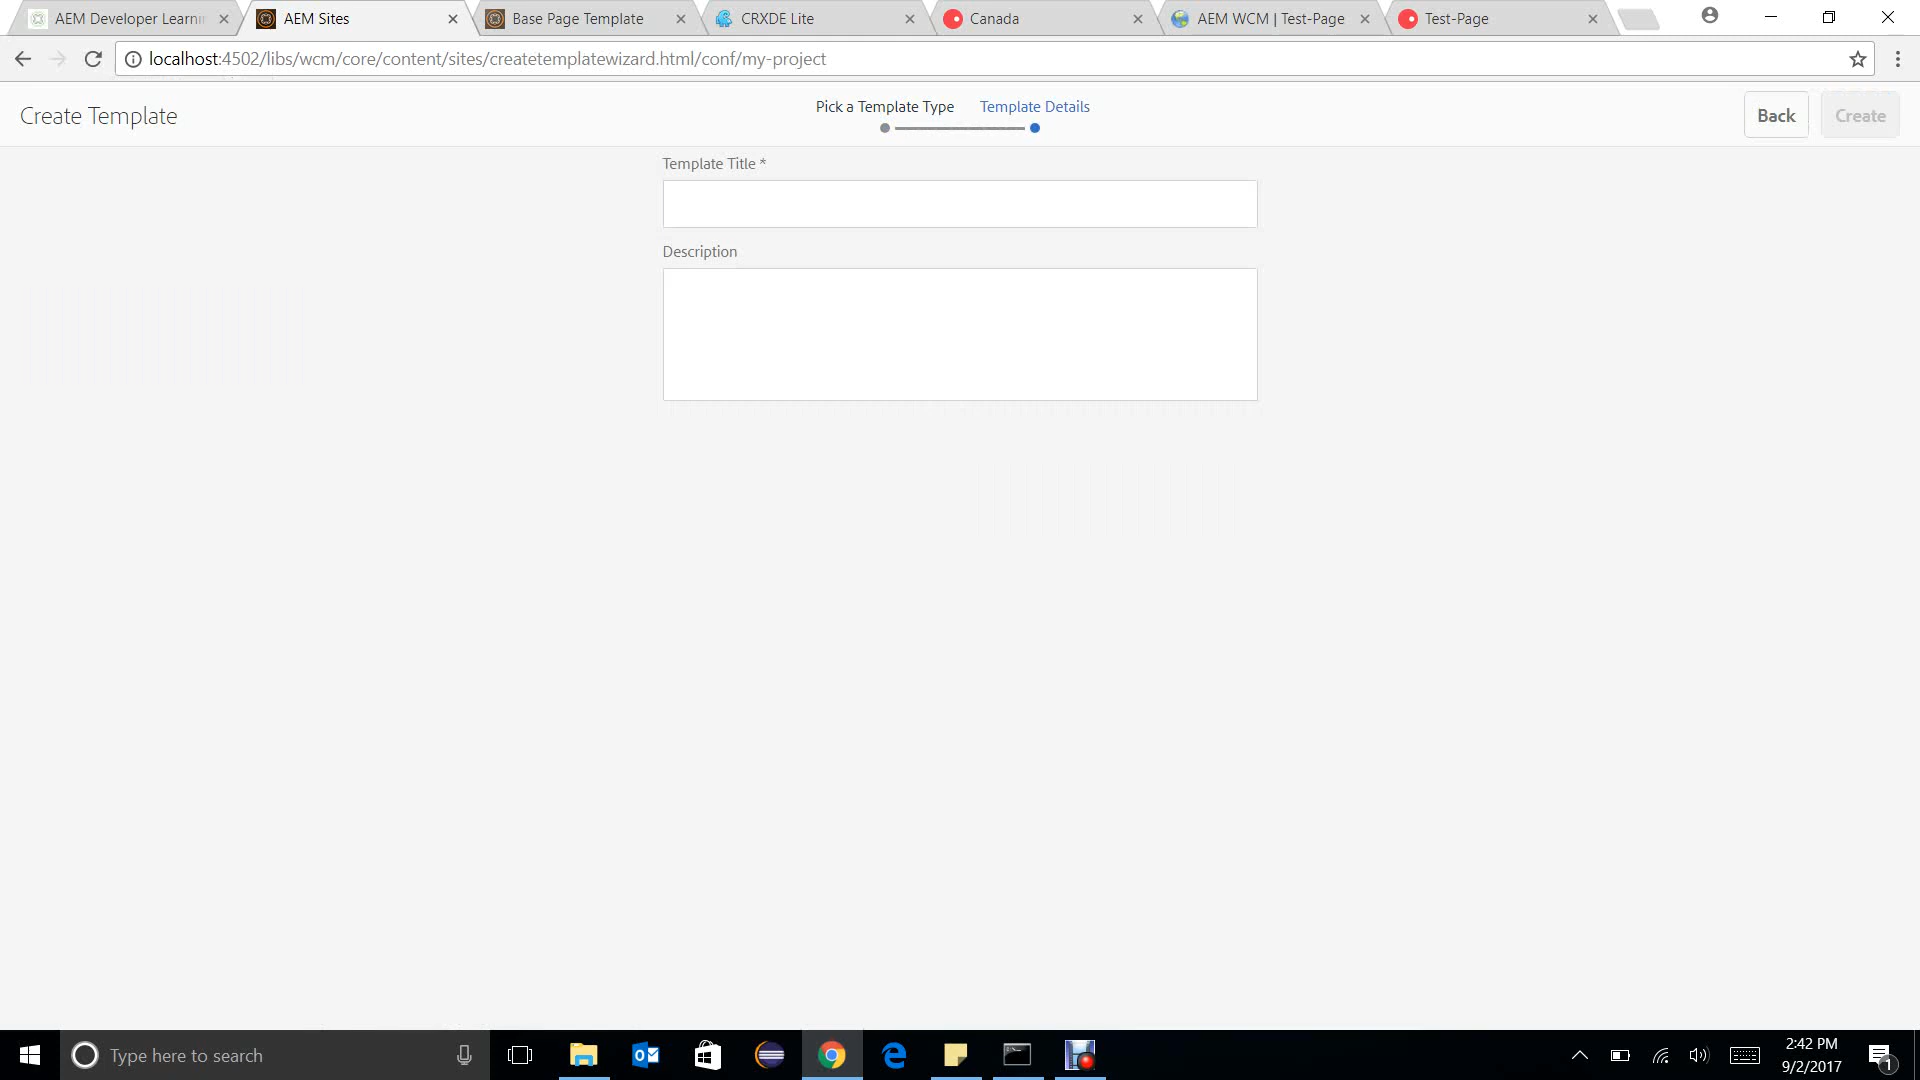 AEM Developer Learni
AEM Sites
Base Page Template
CRXDE Lite
Canada
AEM WCM | Test-Page
Test-Page
localhost:4502/libs/wcm/core/content/sites/createtemplatewizard.html/conf/my-project
Create Template
Pick a Template Type
Template Details
Back
Create
Template Title *
Description
Type here to search
2:42 PM
9/2/2017
1